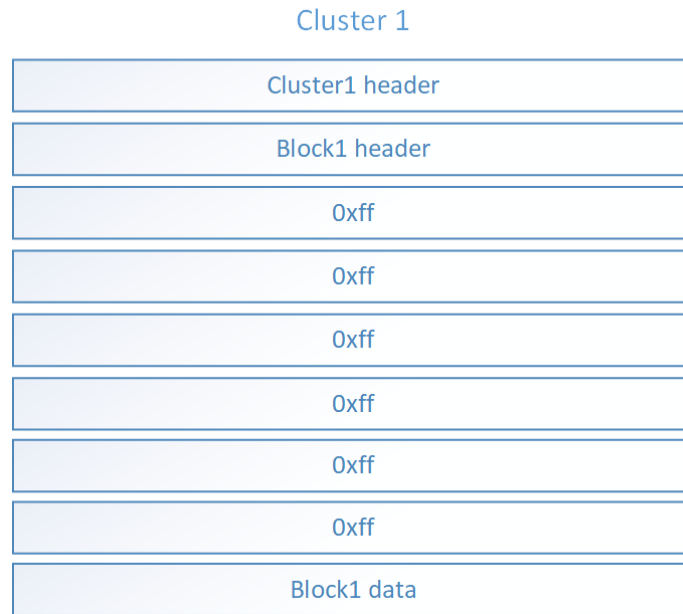 Cluster 1
Cluster1 header
Block1 header
0xff
0xff
0xff
0xff
0xff
0xff
Block1 data